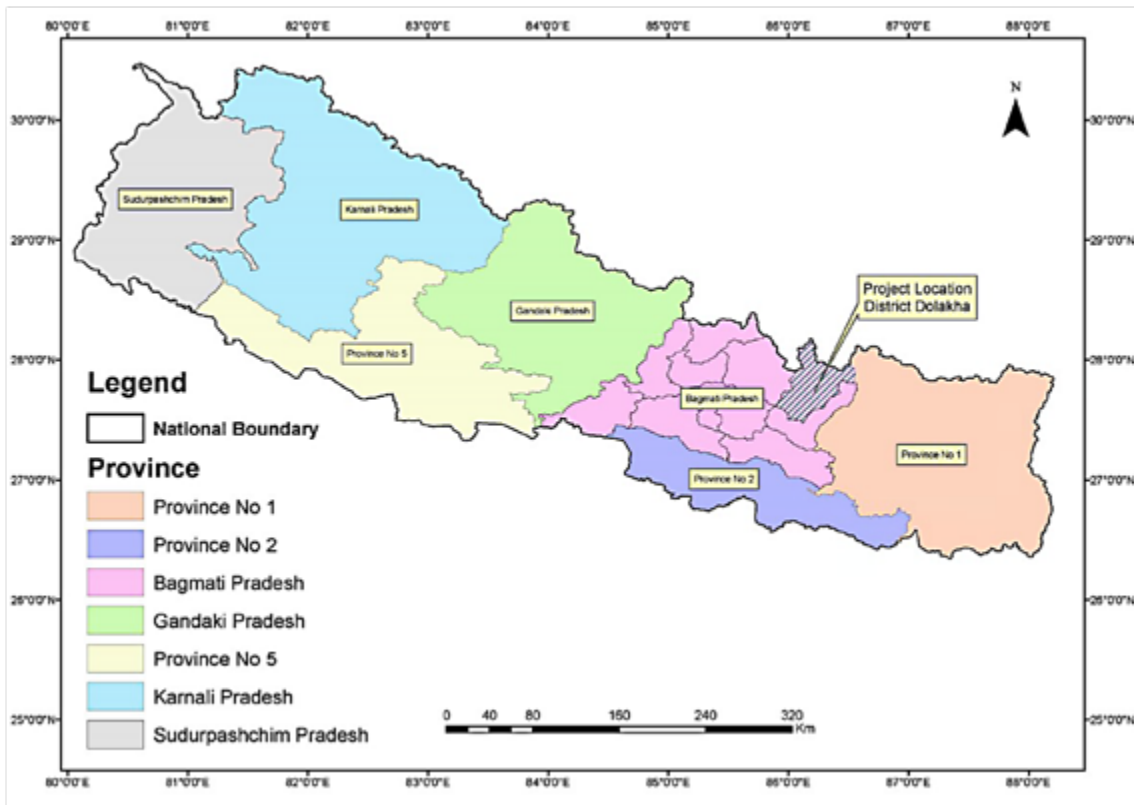 80°0'0"E 81°0'0"E 82°0'0"E 83°0'0"E 84°0'0"E 85°0'0"E 86°0'0"E 87°0'0"E 88°0'0"E
N
30°0'0"N 30°0'0"N
Sudurpashchim Pradesh
Karnali Pradesh
29°0'0"N 29°0'0"N
Project Location
District Dolakha
Gandaki Pradesh
28°0'0"N 28°0'0"N
Province No 5
Bagmati Pradesh
Province No 1
Province No 2
27°0'0"N 27°0'0"N
Legend
National Boundary
Province
Province No 1
Province No 2
Bagmati Pradesh
Gandaki Pradesh
Province No 5
Karnali Pradesh
Sudurpashchim Pradesh
26°0'0"N 26°0'0"N
25°0'0"N 25°0'0"N
0 40 80 160 240 320
Km
80°0'0"E 81°0'0"E 82°0'0"E 83°0'0"E 84°0'0"E 85°0'0"E 86°0'0"E 87°0'0"E 88°0'0"E